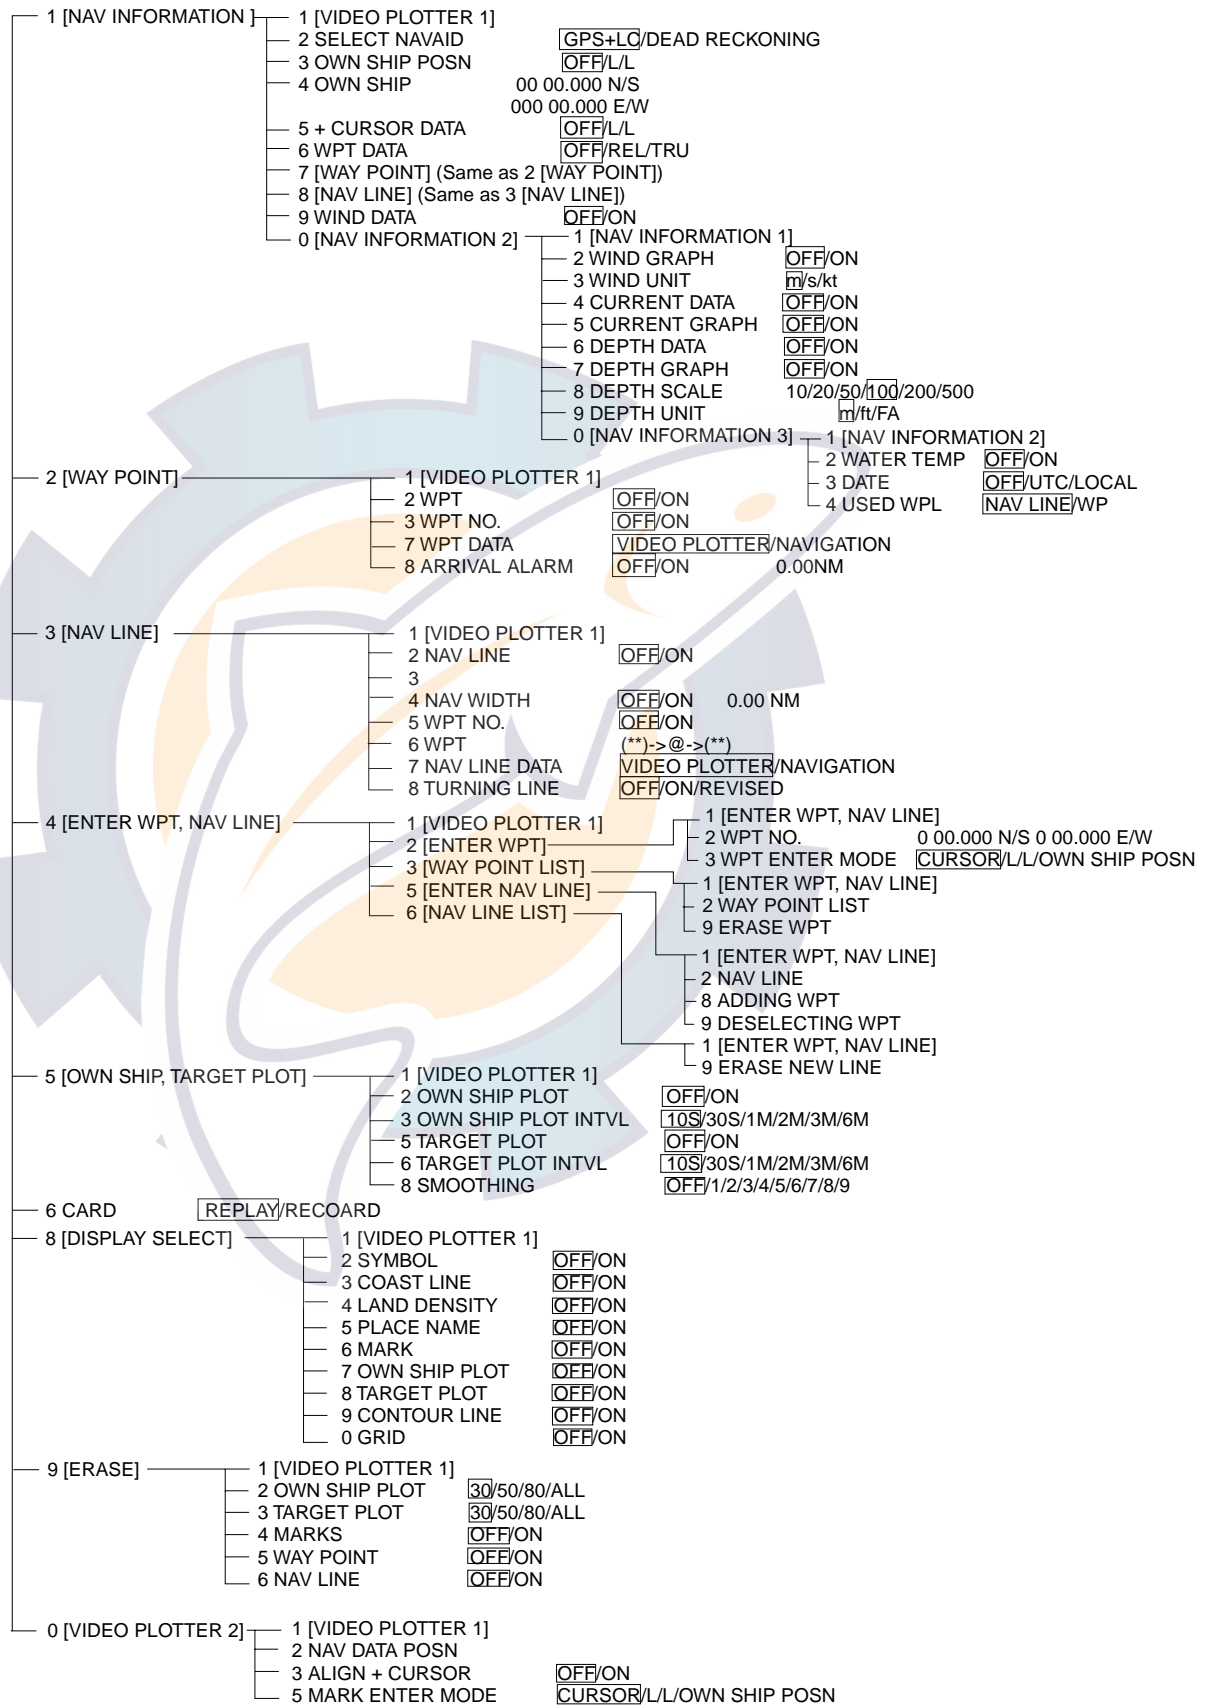 1 [NAV INFORMATION ]
1 [VIDEO PLOTTER 1]
2 SELECT NAVAID GPS+LC/DEAD RECKONING
3 OWN SHIP POSN OFF/L/L
4 OWN SHIP 00 00.000 N/S
000 00.000 E/W
5 + CURSOR DATA OFF/L/L
6 WPT DATA OFF/REL/TRU
7 [WAY POINT] (Same as 2 [WAY POINT])
8 [NAV LINE] (Same as 3 [NAV LINE])
9 WIND DATA OFF/ON
0 [NAV INFORMATION 2]
1 [NAV INFORMATION 1]
2 WIND GRAPH OFF/ON
3 WIND UNIT m/s/kt
4 CURRENT DATA OFF/ON
5 CURRENT GRAPH OFF/ON
6 DEPTH DATA OFF/ON
7 DEPTH GRAPH OFF/ON
8 DEPTH SCALE 10/20/50/100/200/500
9 DEPTH UNIT m/ft/FA
0 [NAV INFORMATION 3]
1 [NAV INFORMATION 2]
2 WATER TEMP OFF/ON
3 DATE OFF/UTC/LOCAL
4 USED WPL NAV LINE/WP
2 [WAY POINT]
1 [VIDEO PLOTTER 1]
2 WPT OFF/ON
3 WPT NO. OFF/ON
7 WPT DATA VIDEO PLOTTER/NAVIGATION
8 ARRIVAL ALARM OFF/ON 0.00NM
3 [NAV LINE]
1 [VIDEO PLOTTER 1]
2 NAV LINE OFF/ON
3
4 NAV WIDTH OFF/ON 0.00 NM
5 WPT NO. OFF/ON
6 WPT (**)->@->(**)
7 NAV LINE DATA VIDEO PLOTTER/NAVIGATION
8 TURNING LINE OFF/ON/REVISED
4 [ENTER WPT, NAV LINE]
1 [VIDEO PLOTTER 1]
2 [ENTER WPT]
3 [WAY POINT LIST]
5 [ENTER NAV LINE]
6 [NAV LINE LIST]
1 [ENTER WPT, NAV LINE]
2 WPT NO. 0 00.000 N/S 0 00.000 E/W
3 WPT ENTER MODE CURSOR/L/L/OWN SHIP POSN
1 [ENTER WPT, NAV LINE]
2 WAY POINT LIST
9 ERASE WPT
1 [ENTER WPT, NAV LINE]
2 NAV LINE
8 ADDING WPT
9 DESELECTING WPT
1 [ENTER WPT, NAV LINE]
9 ERASE NEW LINE
5 [OWN SHIP, TARGET PLOT]
1 [VIDEO PLOTTER 1]
2 OWN SHIP PLOT OFF/ON
3 OWN SHIP PLOT INTVL 10S/30S/1M/2M/3M/6M
5 TARGET PLOT OFF/ON
6 TARGET PLOT INTVL 10S/30S/1M/2M/3M/6M
8 SMOOTHING OFF/1/2/3/4/5/6/7/8/9
6 CARD REPLAY/RECOARD
8 [DISPLAY SELECT]
1 [VIDEO PLOTTER 1]
2 SYMBOL OFF/ON
3 COAST LINE OFF/ON
4 LAND DENSITY OFF/ON
5 PLACE NAME OFF/ON
6 MARK OFF/ON
7 OWN SHIP PLOT OFF/ON
8 TARGET PLOT OFF/ON
9 CONTOUR LINE OFF/ON
0 GRID OFF/ON
9 [ERASE]
1 [VIDEO PLOTTER 1]
2 OWN SHIP PLOT 30/50/80/ALL
3 TARGET PLOT 30/50/80/ALL
4 MARKS OFF/ON
5 WAY POINT OFF/ON
6 NAV LINE OFF/ON
0 [VIDEO PLOTTER 2]
1 [VIDEO PLOTTER 1]
2 NAV DATA POSN
3 ALIGN + CURSOR OFF/ON
5 MARK ENTER MODE CURSOR/L/L/OWN SHIP POSN